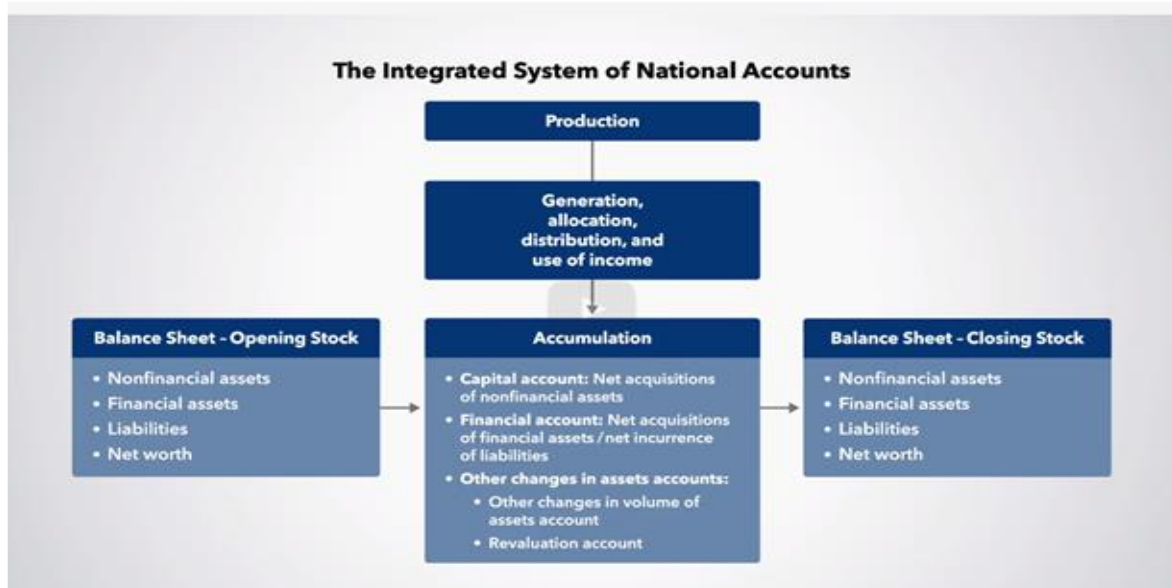 The Integrated System of National Accounts
Production
Generation,
allocation,
distribution, and
use of income
Balance Sheet – Opening Stock
• Nonfinancial assets
• Financial assets
• Liabilities
• Net worth
Accumulation
• Capital account: Net acquisitions
of nonfinancial assets
• Financial account: Net acquisitions
of financial assets/net incurrence
of liabilities
• Other changes in assets accounts:
• Other changes in volume of
assets account
• Revaluation account
Balance Sheet – Closing Stock
• Nonfinancial assets
• Financial assets
• Liabilities
• Net worth